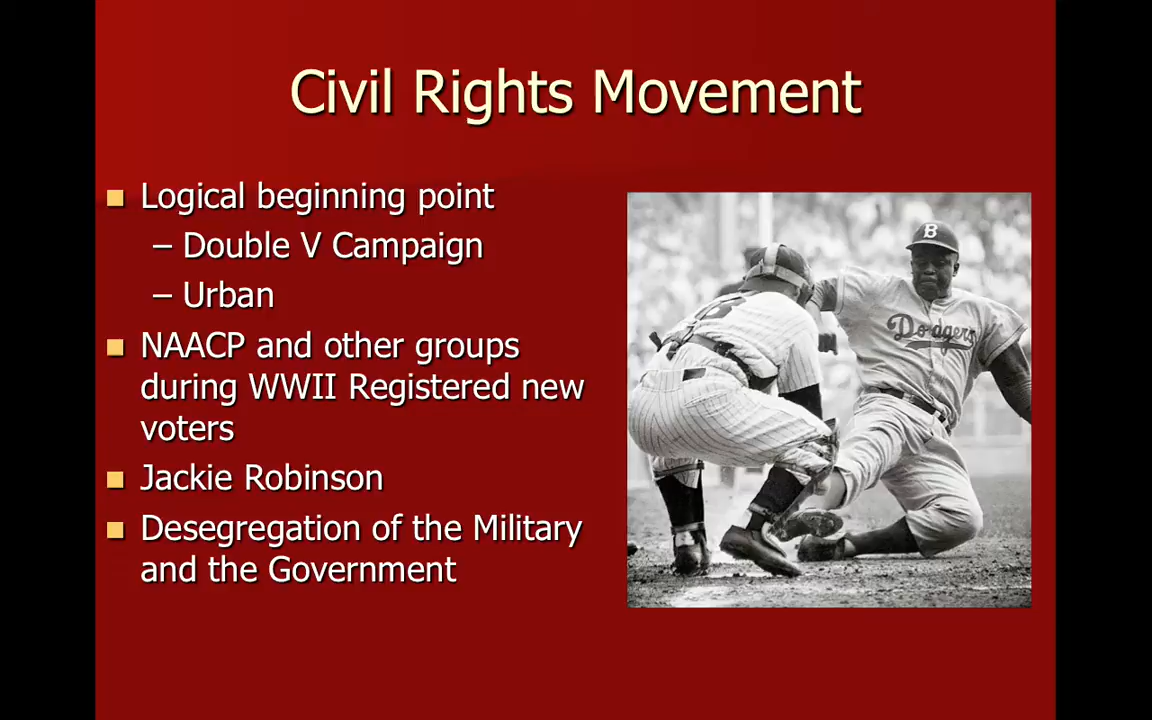 Civil Rights Movement
Logical beginning point
– Double V Campaign
– Urban
NAACP and other groups
during WWII Registered new
voters
Jackie Robinson
Desegregation of the Military
and the Government
B
Dodgers